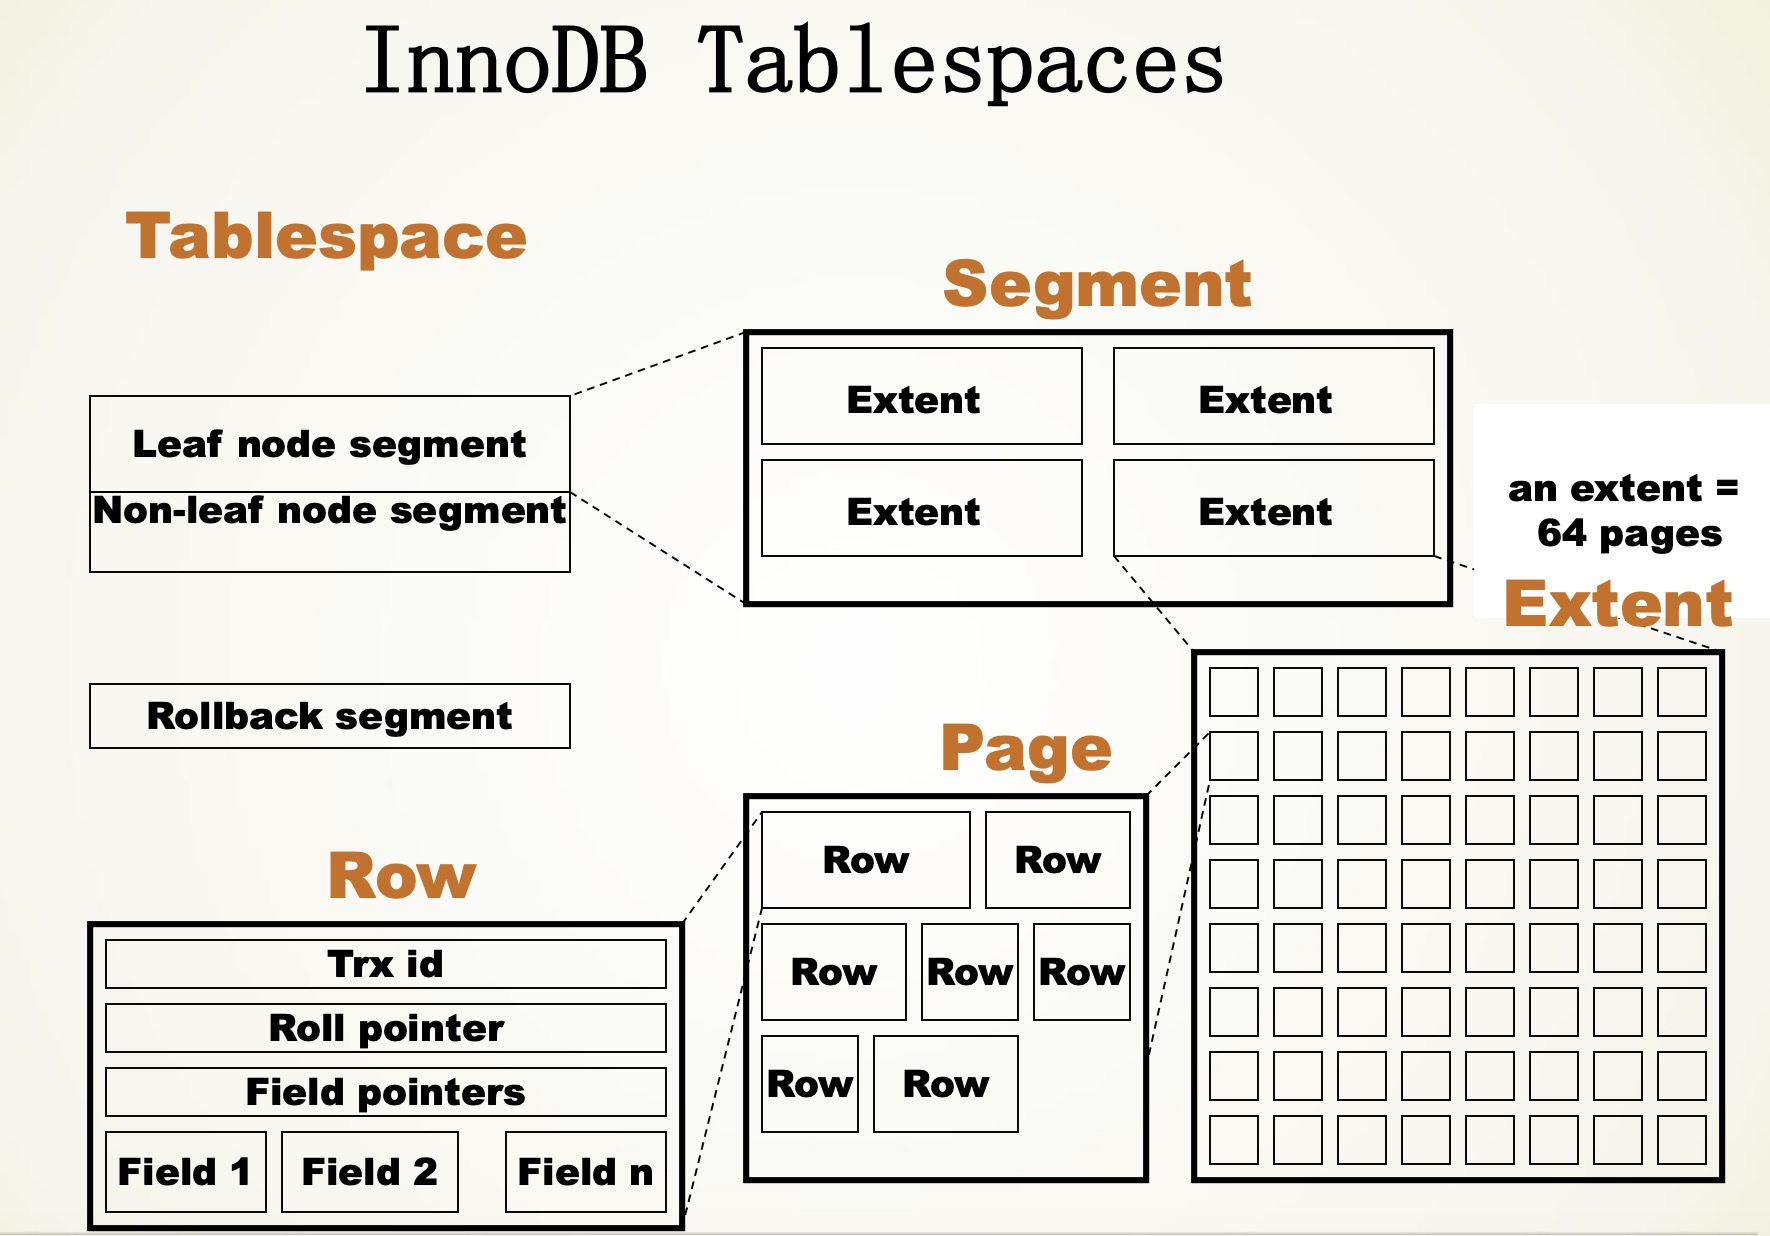 InnoDB Tablespaces
Tablespace
Leaf node segment
Non-leaf node segment
Rollback segment
Segment
Extent
Extent
Extent
Extent
an extent =
64 pages
Extent
Page
Row
Row
Row
Row
Row
Row
Row
Row
Trx id
Roll pointer
Field pointers
Field 1
Field 2
Field n